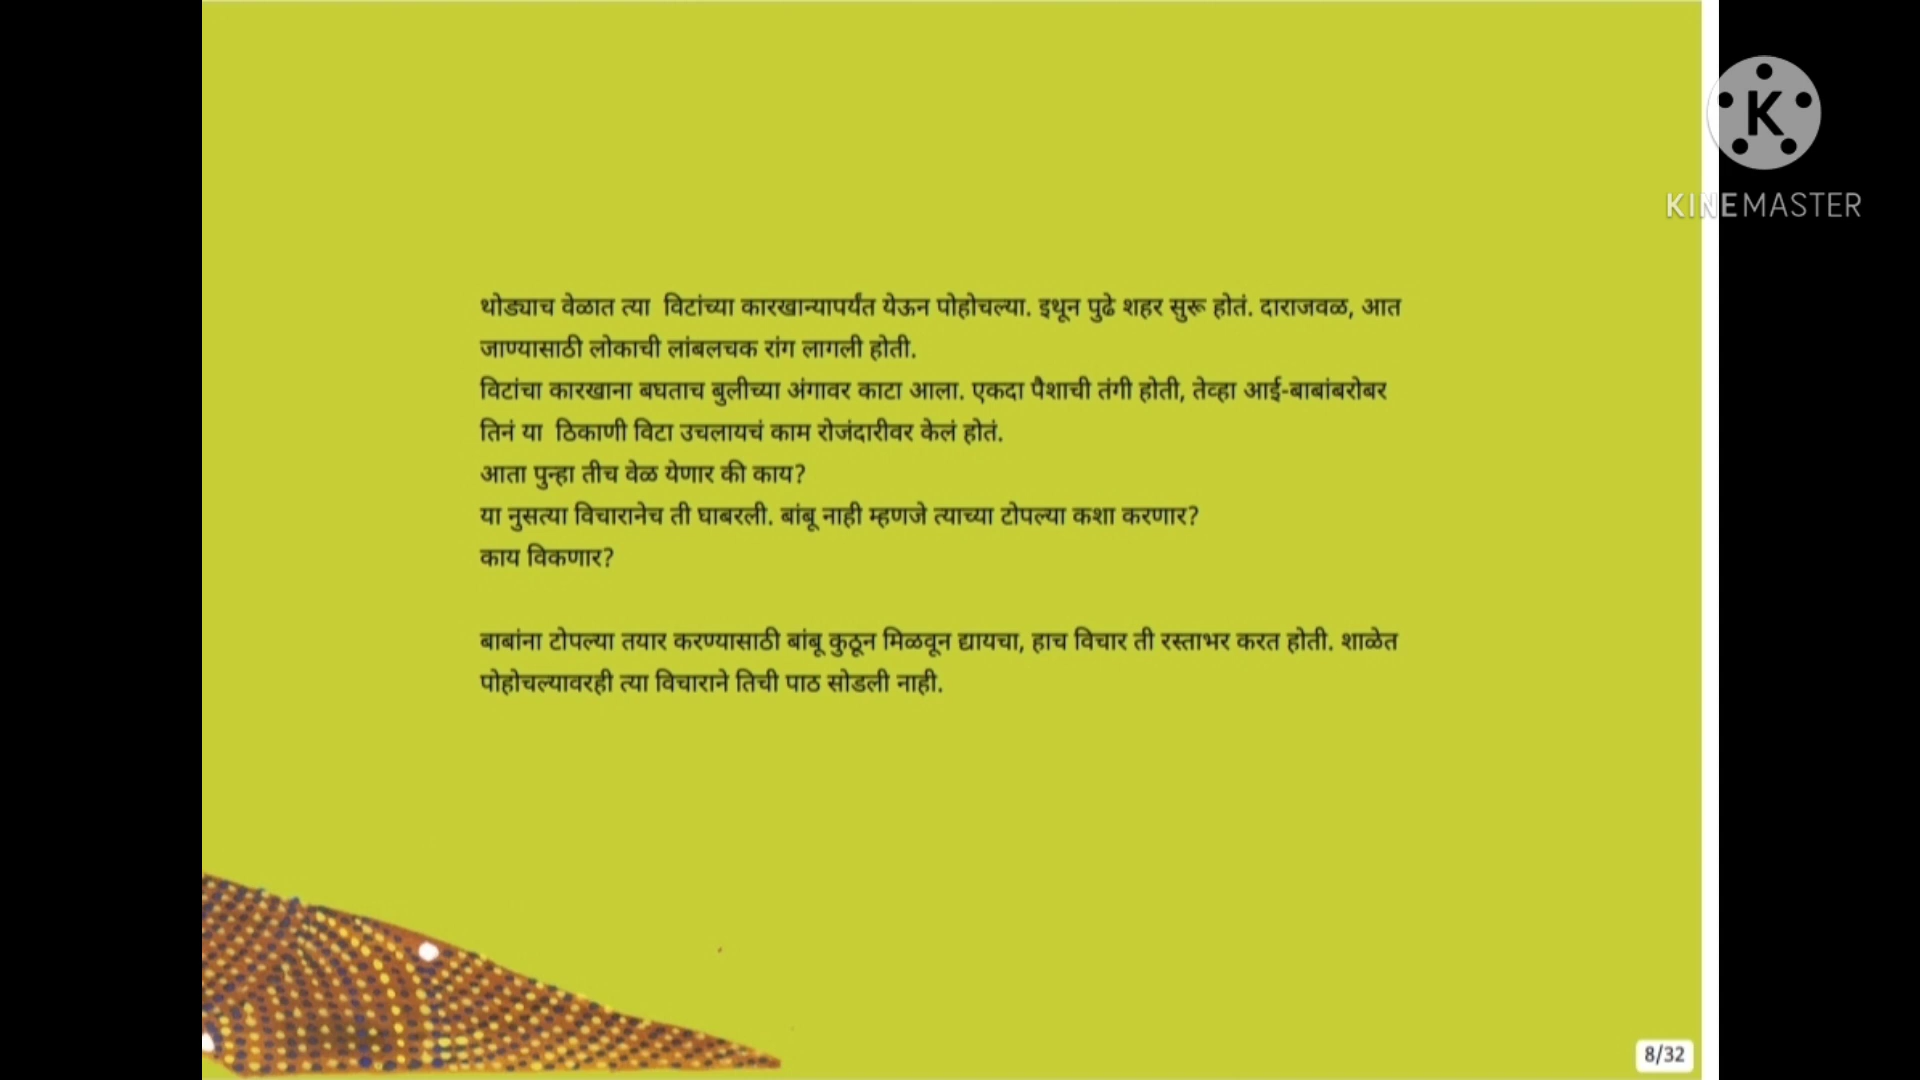 थोड्याच वेळात त्या विटांच्या कारखान्यापर्यंत येऊन पोहोचल्या. इथून पुढे शहर सुरू होतं. दाराजवळ, आत
जाण्यासाठी लोकाची लांबलचक रांग लागली होती.
विटांचा कारखाना बघताच बुलीच्या अंगावर काटा आला. एकदा पैशाची तंगी होती, तेव्हा आई-बाबांबरोबर
तिनं या ठिकाणी विटा उचलायचं काम रोजंदारीवर केलं होतं.
आता पुन्हा तीच वेळ येणार की काय?
या नुसत्या विचारानेच ती घाबरली. बांबू नाही म्हणजे त्याच्या टोपल्या कशा करणार?
काय विकणार?
बाबांना टोपल्या तयार करण्यासाठी बांबू कुठून मिळवून द्यायचा, हाच विचार ती रस्ताभर करत होती. शाळेत
पोहोचल्यावरही त्या विचाराने तिची पाठ सोडली नाही.
K
KINEMASTER
8/32